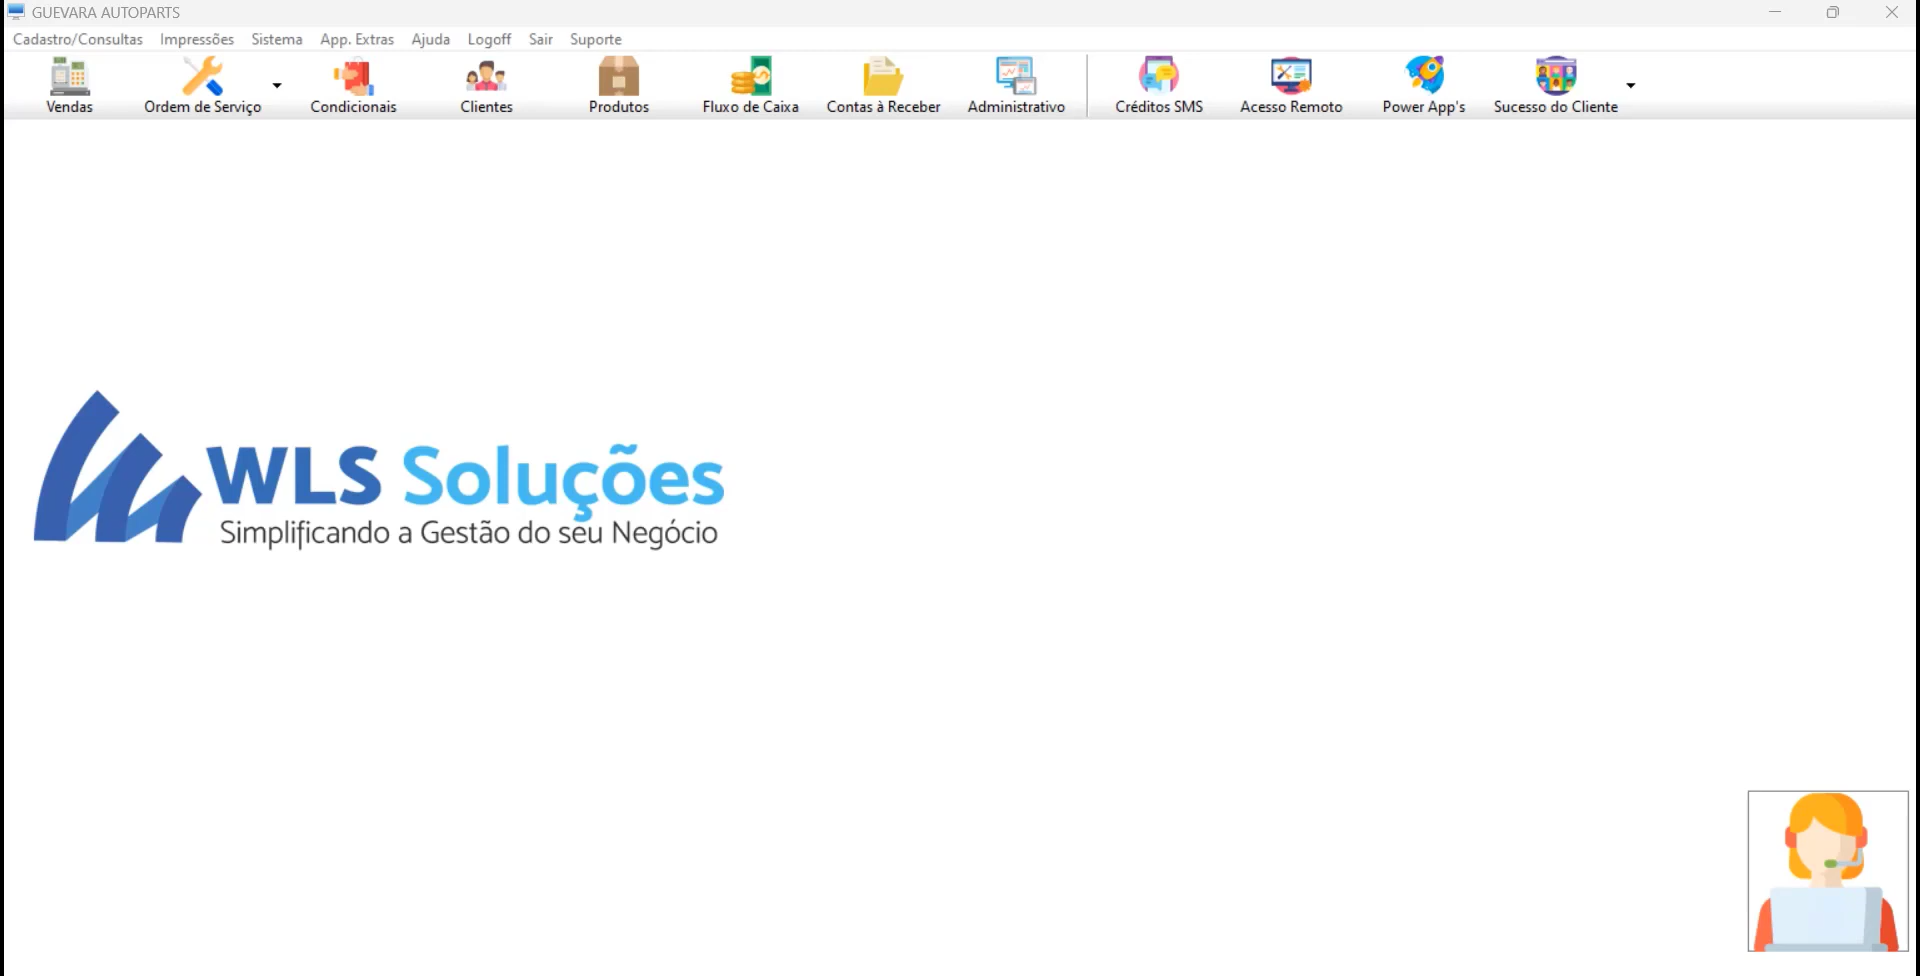 GUEVARA AUTOPARTS
Cadastro/Consultas Impressões Sistema App. Extras Ajuda Logoff Sair Suporte
Vendas Ordem de Serviço Condicionais Clientes Produtos Fluxo de Caixa Contas à Receber Administrativo Créditos SMS Acesso Remoto Power App's Sucesso do Cliente
WLS Soluções
Simplificando a Gestão do seu Negócio